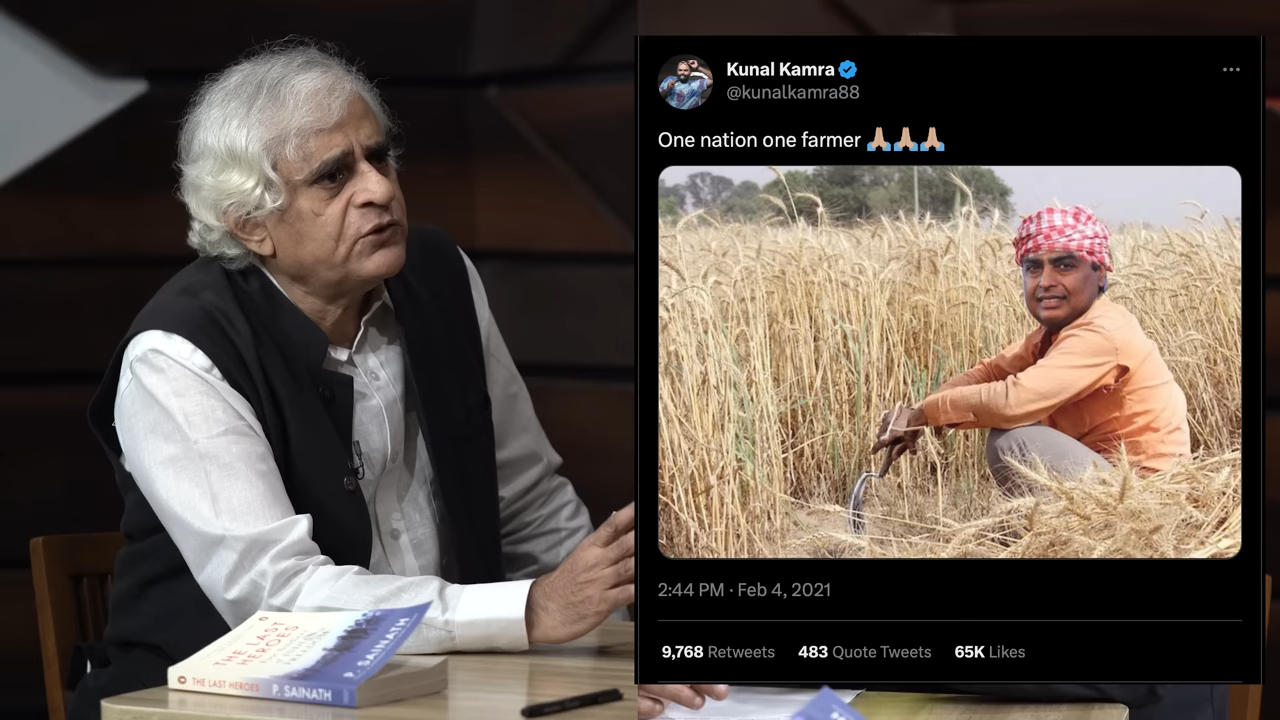 Kunal Kamra
@kunalkamra88
One nation one farmer 🙏🏼🙏🏼🙏🏼
2:44 PM · Feb 4, 2021
9,768 Retweets 483 Quote Tweets 65K Likes
THE LAST
HEROES
P. SAINATH
THE LAST HEROES P. SAINATH